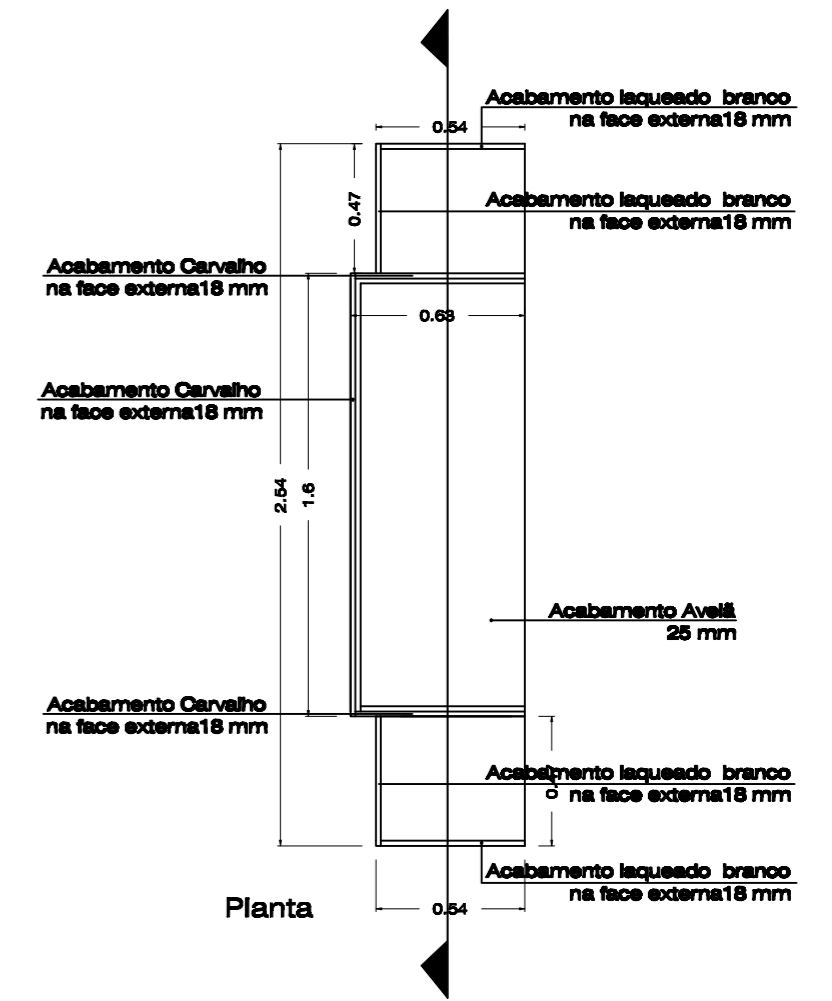 Acabamento laqueado branco
na face externa18 mm
0.54
0.47
Acabamento laqueado branco
na face externa18 mm
Acabamento Carvalho
na face externa18 mm
0.63
Acabamento Carvalho
na face externa18 mm
2.54
1.6
Acabamento Avelã
25 mm
Acabamento Carvalho
na face externa18 mm
Acabamento laqueado branco
na face externa18 mm
Acabamento laqueado branco
na face externa18 mm
Planta
0.54